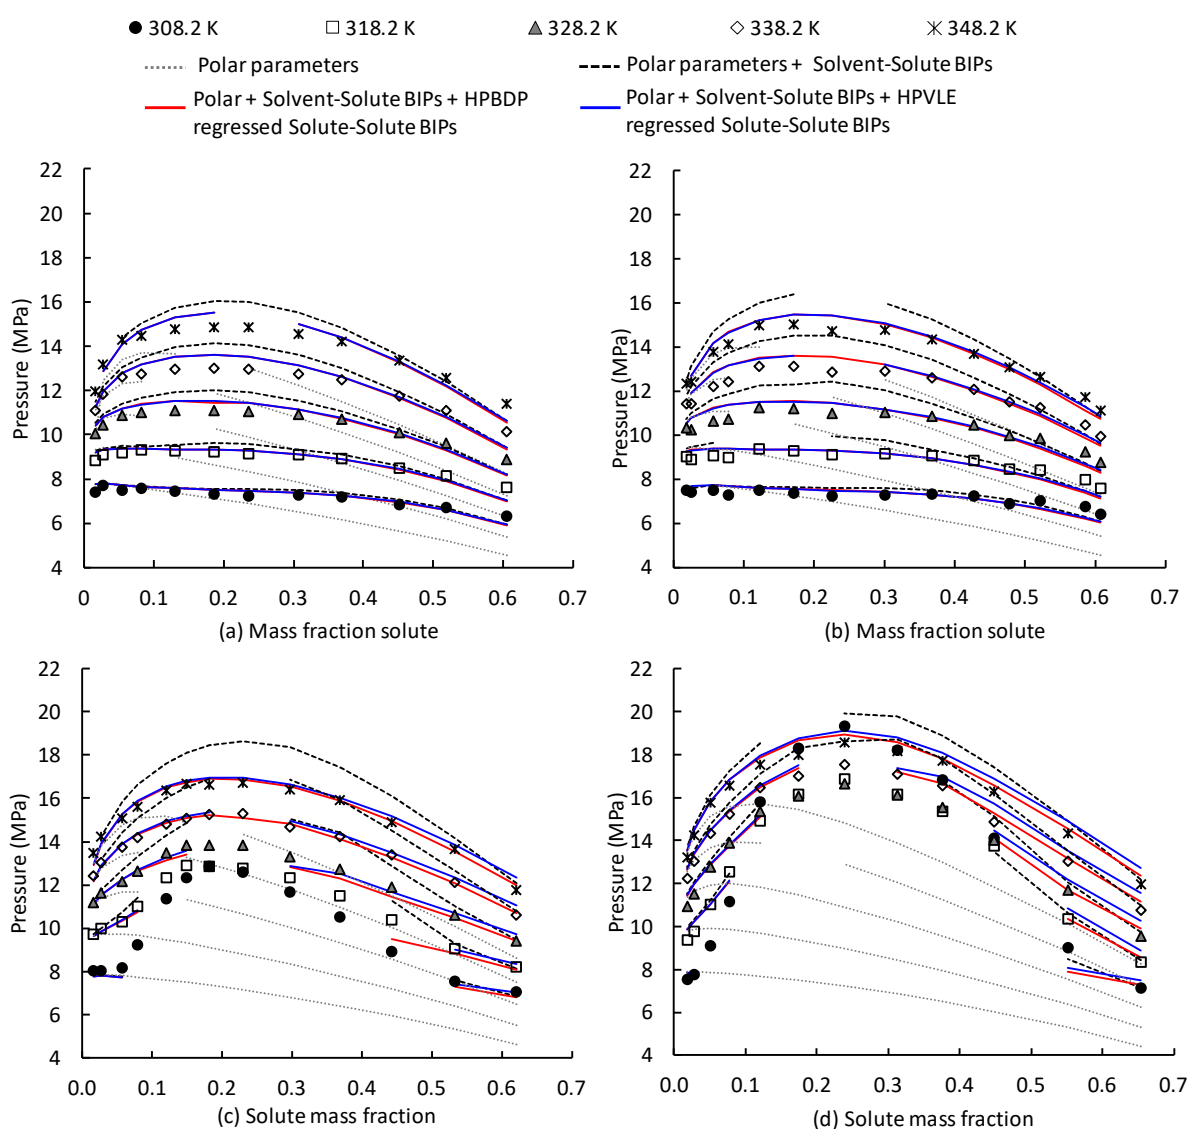 308.2 K 318.2 K 328.2 K 338.2 K 348.2 K
Polar parameters Polar parameters + Solvent-Solute BIPs
Polar + Solvent-Solute BIPs + HPBDP
regressed Solute-Solute BIPs
Polar + Solvent-Solute BIPs + HPVLE
regressed Solute-Solute BIPs
Pressure (MPa)
22
20
18
16
14
12
10
8
6
4
0 0.1 0.2 0.3 0.4 0.5 0.6 0.7
(a) Mass fraction solute
Pressure (MPa)
22
20
18
16
14
12
10
8
6
4
0 0.1 0.2 0.3 0.4 0.5 0.6 0.7
(b) Mass fraction solute
Pressure (MPa)
22
20
18
16
14
12
10
8
6
4
0.0 0.1 0.2 0.3 0.4 0.5 0.6 0.7
(c) Solute mass fraction
Pressure (MPa)
22
20
18
16
14
12
10
8
6
4
0.0 0.1 0.2 0.3 0.4 0.5 0.6 0.7
(d) Solute mass fraction